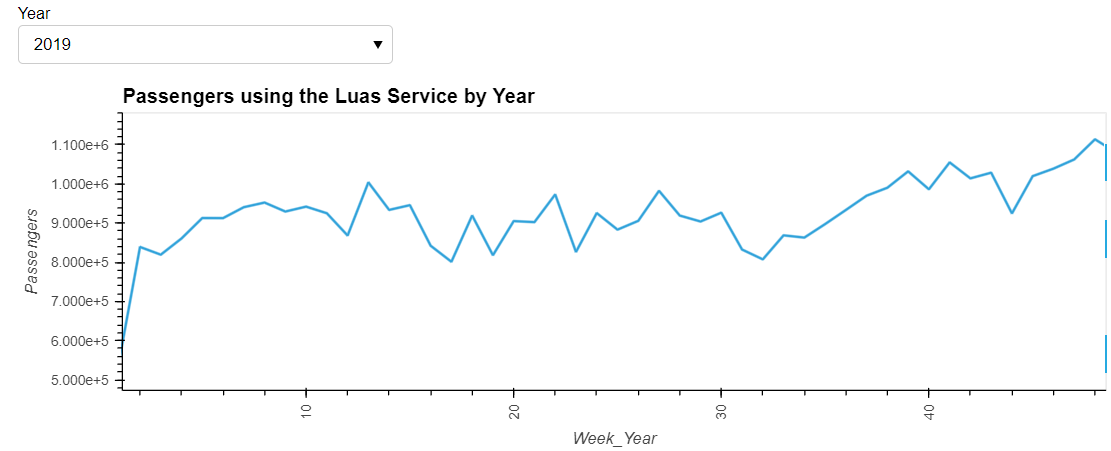 Year
2019
Passengers using the Luas Service by Year
1.100e+6
1.000e+6
9.000e+5
8.000e+5
7.000e+5
6.000e+5
5.000e+5
Passengers
10
20
30
40
Week_Year